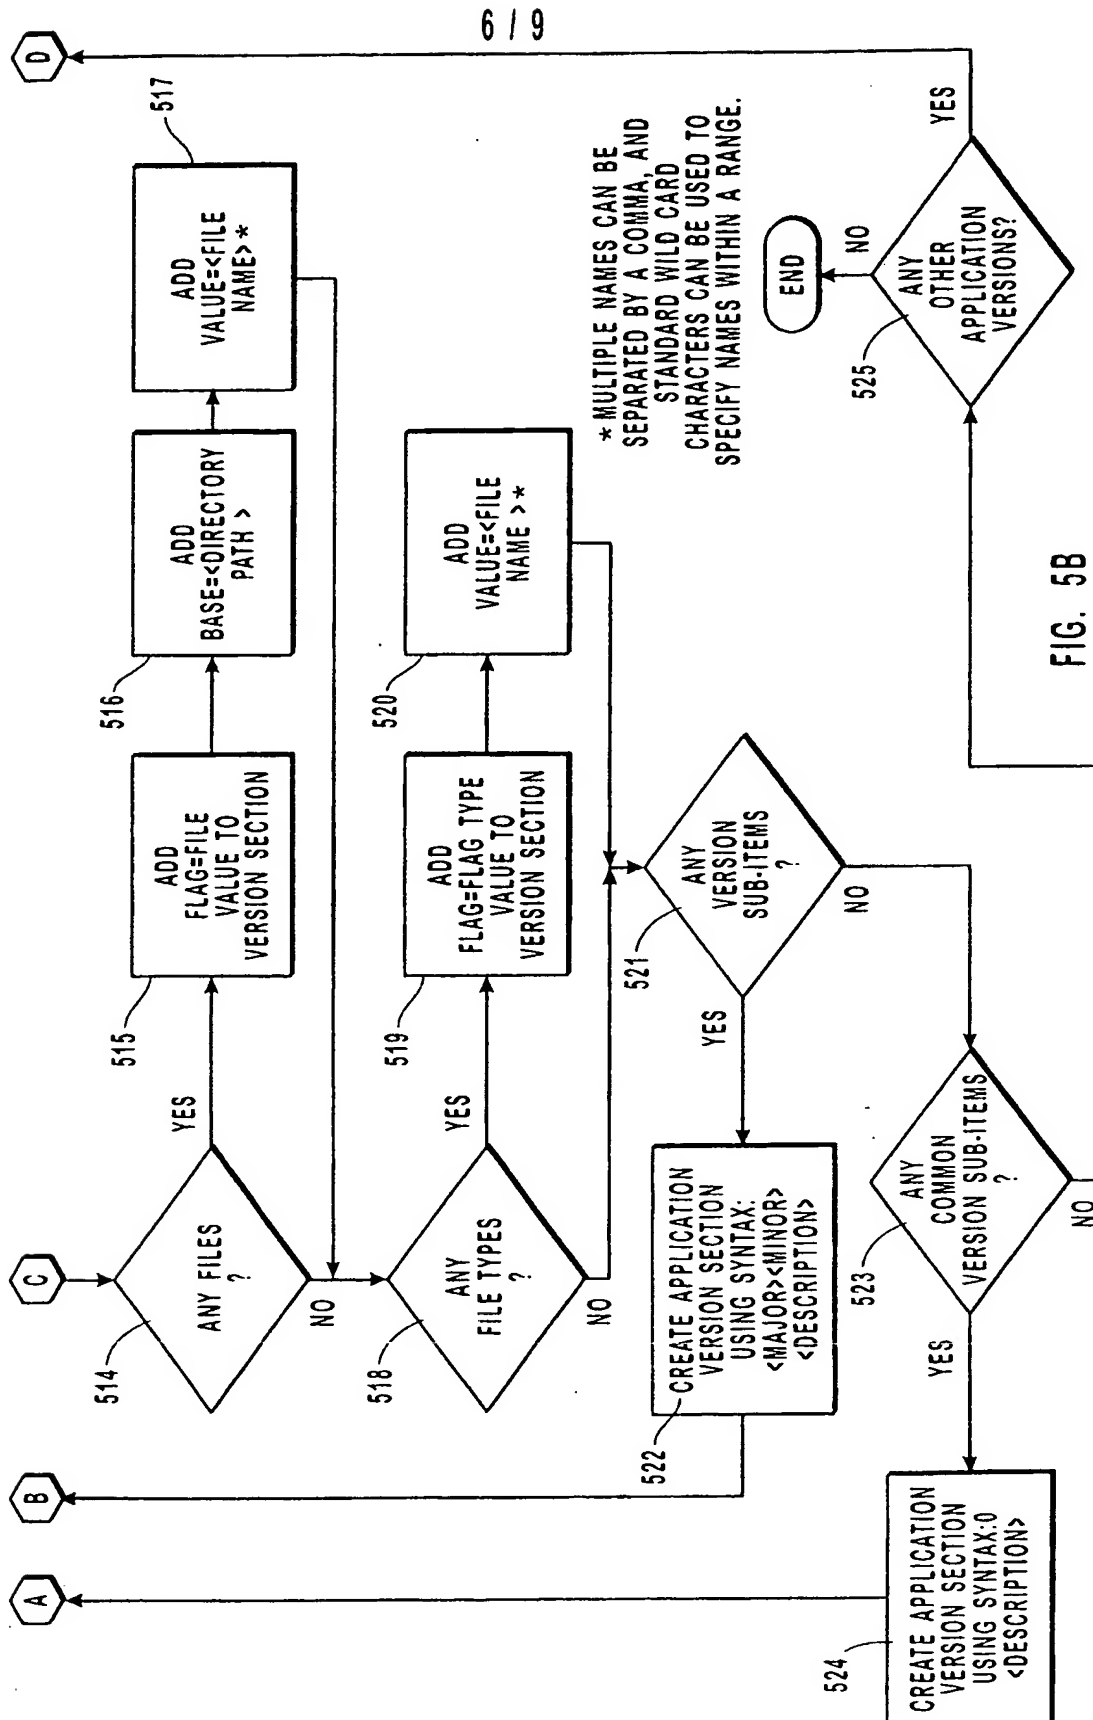 6 / 9
A
B
C
D
514
ANY FILES
?
YES
NO
515
ADD
FLAG=FILE
VALUE TO
VERSION SECTION
516
ADD
BASE=<DIRECTORY
PATH >
517
ADD
VALUE=<FILE
NAME>*
518
ANY
FILE TYPES
?
YES
NO
519
ADD
FLAG=FLAG TYPE
VALUE TO
VERSION SECTION
520
ADD
VALUE=<FILE
NAME >*
521
ANY
VERSION
SUB-ITEMS
?
YES
NO
522
CREATE APPLICATION
VERSION SECTION
USING SYNTAX:
<MAJOR><MINOR>
<DESCRIPTION>
523
ANY
COMMON
VERSION SUB-ITEMS
?
YES
NO
524
CREATE APPLICATION
VERSION SECTION
USING SYNTAX:0
<DESCRIPTION>
525
ANY
OTHER
APPLICATION
VERSIONS?
YES
NO
END
* MULTIPLE NAMES CAN BE
SEPARATED BY A COMMA, AND
STANDARD WILD CARD
CHARACTERS CAN BE USED TO
SPECIFY NAMES WITHIN A RANGE.
FIG. 5B